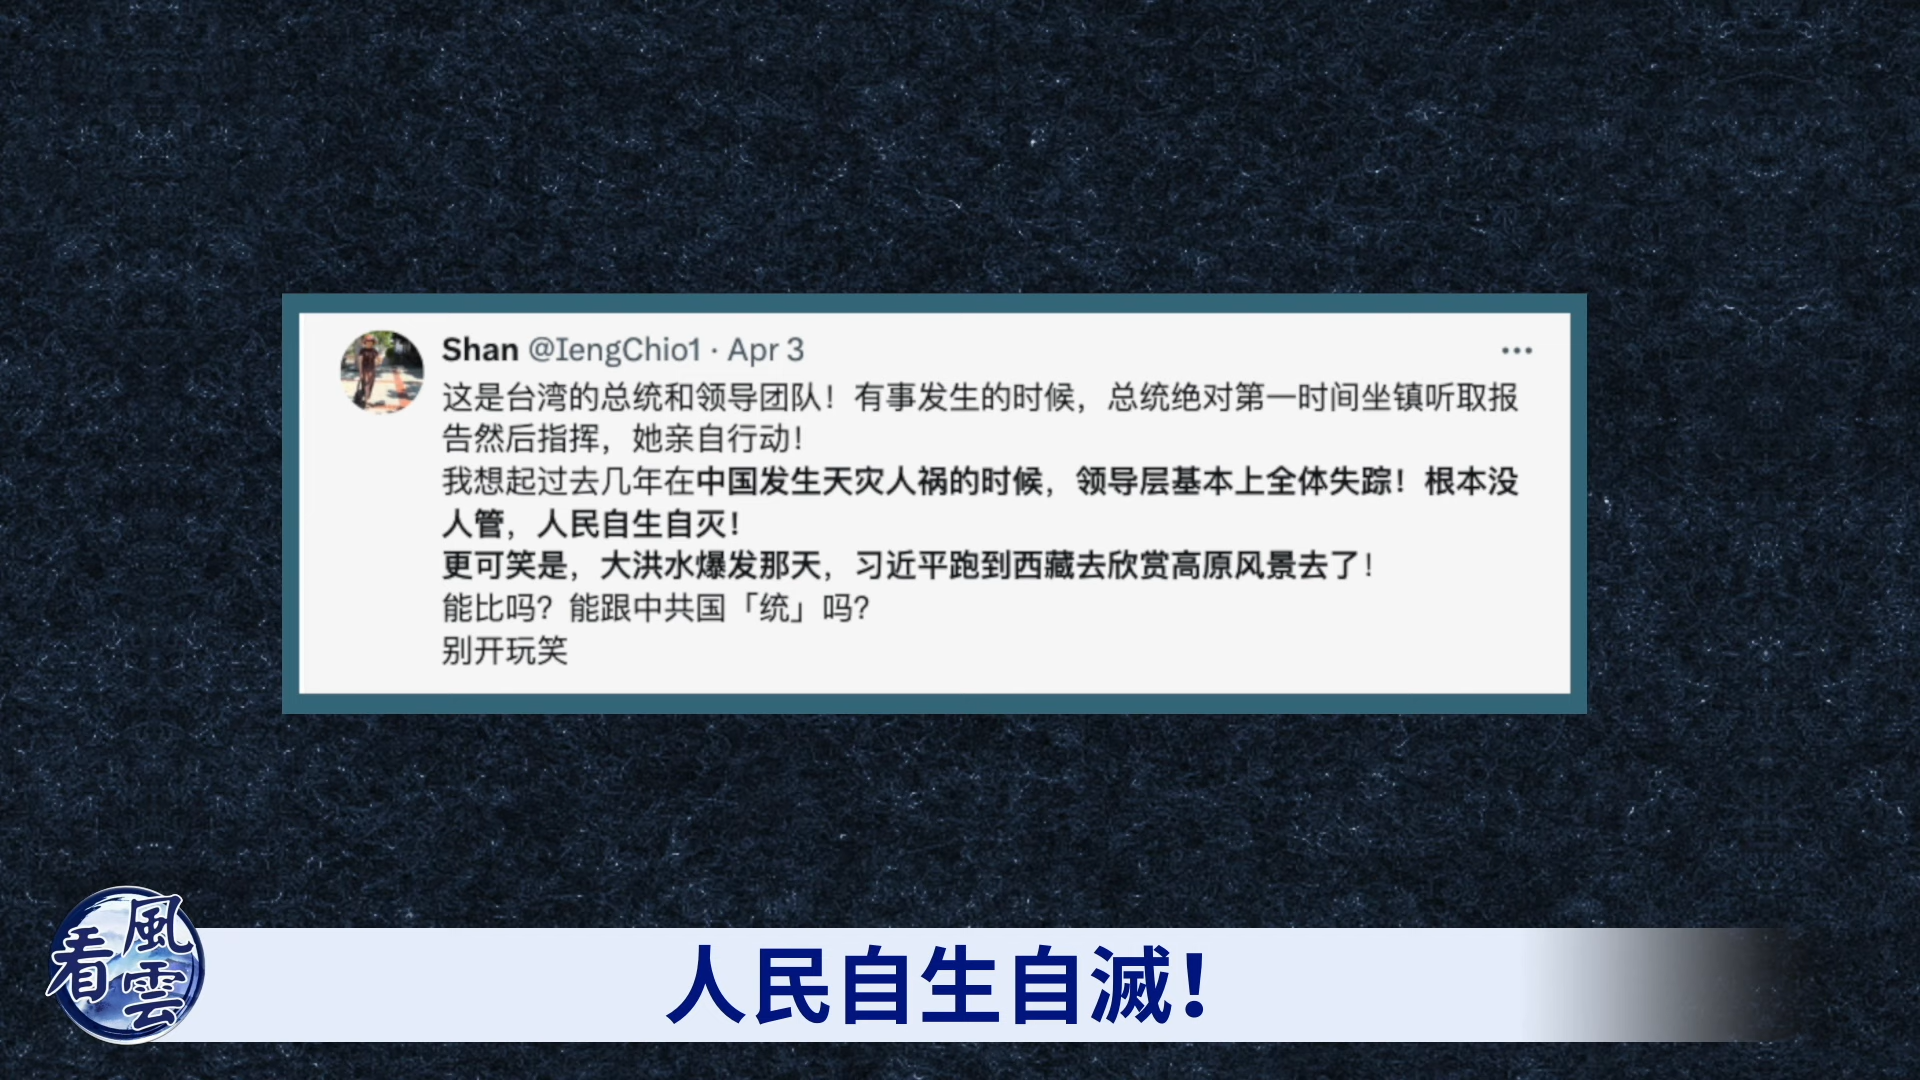 Shan @IengChio1 · Apr 3
这是台湾的总统和领导团队！有事发生的时候，总统绝对第一时间坐镇听取报
告然后指挥，她亲自行动！
我想起过去几年在中国发生天灾人祸的时候，领导层基本上全体失踪！根本没
人管，人民自生自灭！
更可笑是，大洪水爆发那天，习近平跑到西藏去欣赏高原风景去了！
能比吗？能跟中共国「统」吗？
别开玩笑
看風雲
人民自生自滅！